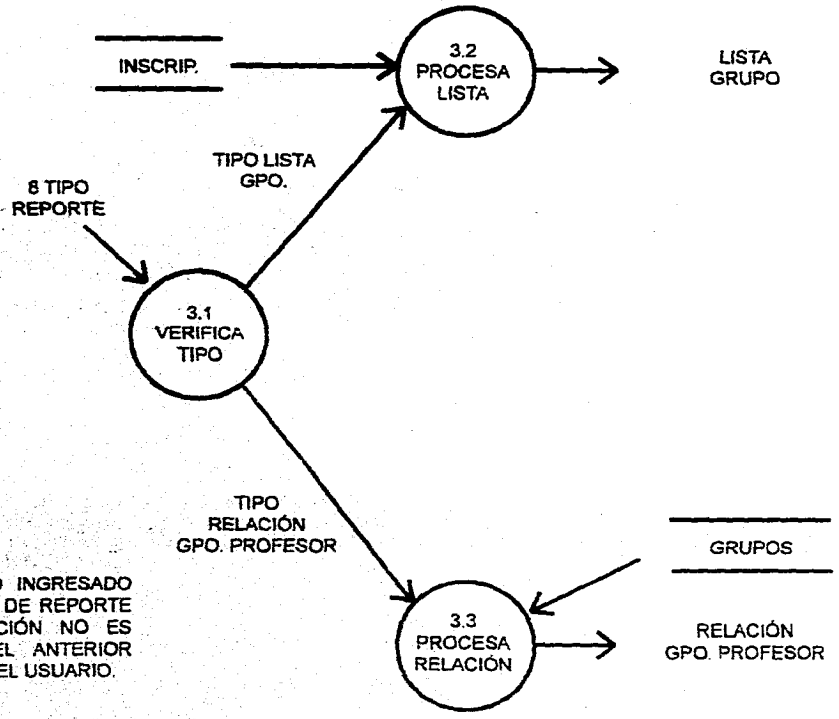 INSCRIP.
3.2
PROCESA
LISTA
LISTA
GRUPO
TIPO LISTA
GPO.
8 TIPO
REPORTE
3.1
VERIFICA
TIPO
TIPO
RELACIÓN
GPO. PROFESOR
GRUPOS
INGRESADO
DE REPORTE
NO ES
EL ANTERIOR
EL USUARIO.
3.3
PROCESA
RELACIÓN
RELACIÓN
GPO. PROFESOR